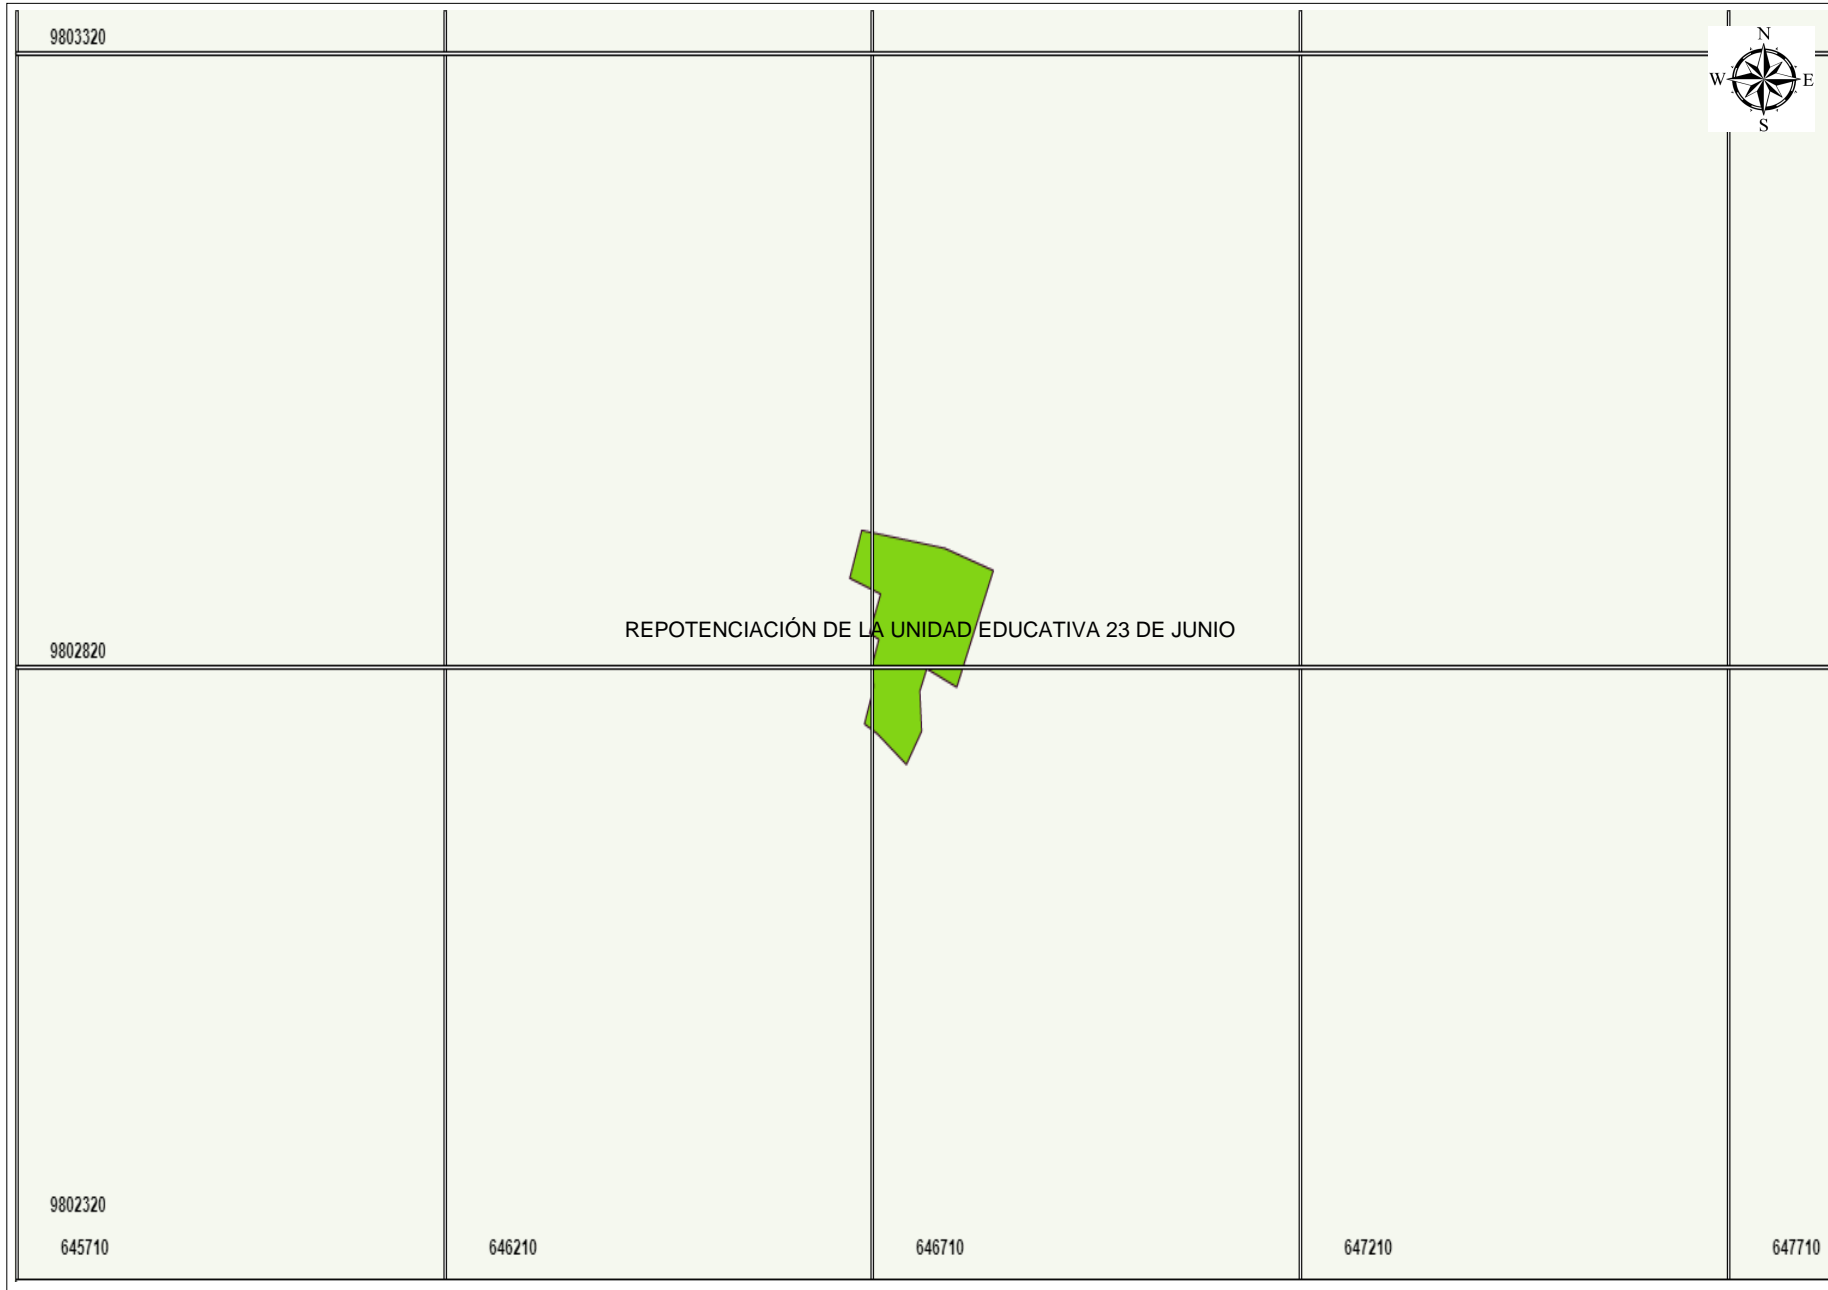 9803320
N
W E
S
REPOTENCIACIÓN DE LA UNIDAD EDUCATIVA 23 DE JUNIO
9802820
9802320
645710 646210 646710 647210 647710